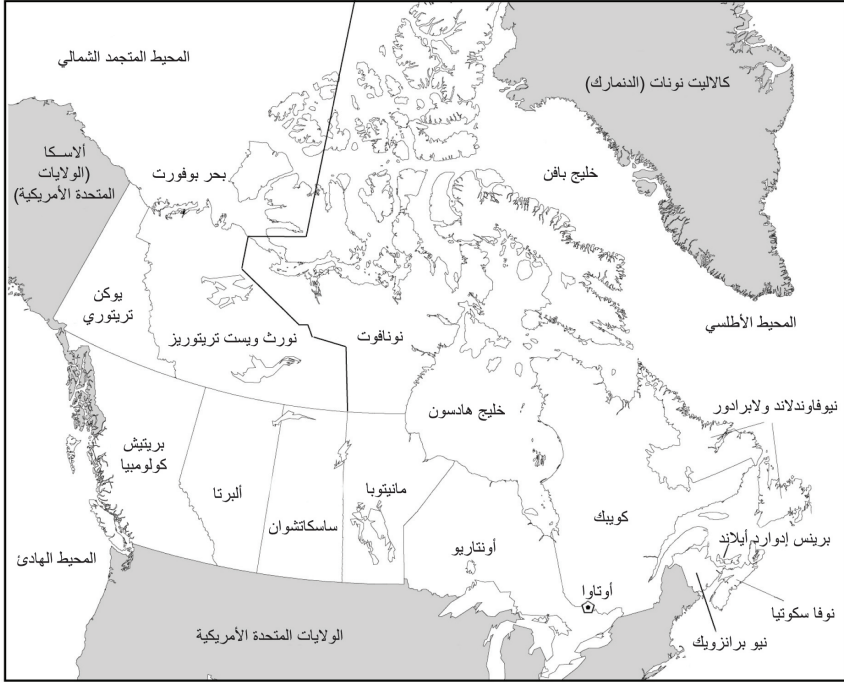 المحيط المتجمد الشمالي
كالاليت نونات (الدنمارك)
ألاسـكا
(الولايات
المتحدة الأمريكية)
بحر بوفورت
خليج بافن
يوكن
تريتوري
نورث ويست تريتوريز
نونافوت
المحيط الأطلسي
خليج هادسون
نيوفاوندلاند ولابرادور
بريتيش
كولومبيا
ألبرتا
ساسكاتشوان
مانيتوبا
أونتاريو
كويبك
برينس إدوارد أيلاند
المحيط الهادئ
أوتاوا
نوفا سكوتيا
نيو برانزويك
الولايات المتحدة الأمريكية